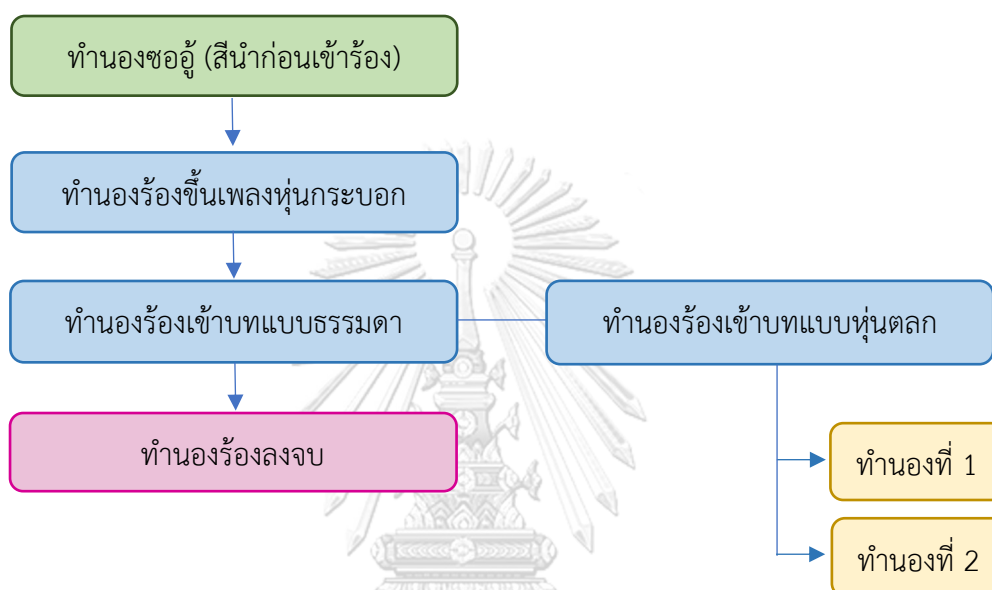 ทำนองซออู้ (สีนำก่อนเข้าร้อง)
ทำนองร้องขึ้นเพลงหุ่นกระบอก
ทำนองร้องเข้าบทแบบธรรมดา
ทำนองร้องเข้าบทแบบหุ่นตลก
ทำนองร้องลงจบ
ทำนองที่ 1
ทำนองที่ 2